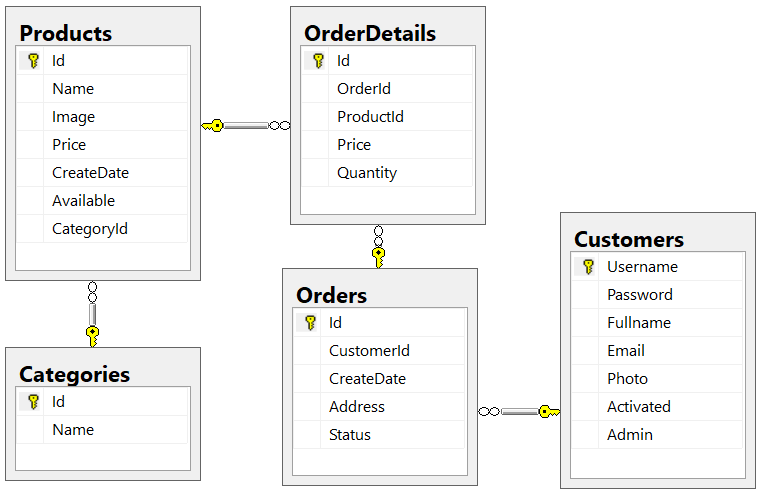 Products
Id
Name
Image
Price
CreateDate
Available
CategoryId
OrderDetails
Id
OrderId
ProductId
Price
Quantity
Categories
Id
Name
Orders
Id
CustomerId
CreateDate
Address
Status
Customers
Username
Password
Fullname
Email
Photo
Activated
Admin